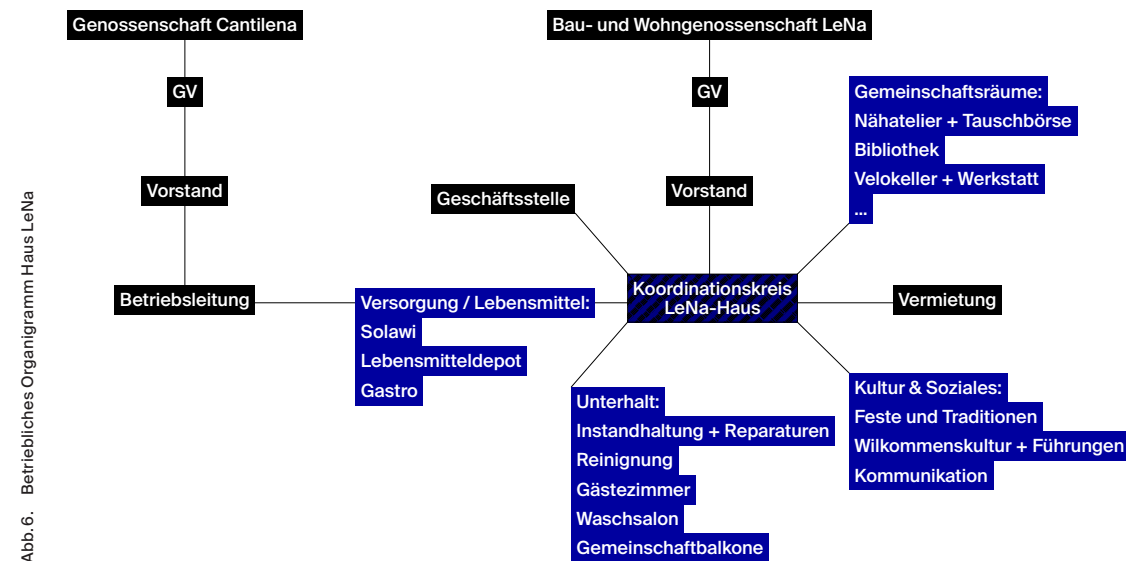 Genossenschaft Cantilena
GV
Vorstand
Betriebsleitung
Bau- und Wohngenossenschaft LeNa
GV
Vorstand
Geschäftsstelle
Koordinationskreis
LeNa-Haus
Vermietung
Gemeinschaftsräume:
Nähatelier + Tauschbörse
Bibliothek
Velokeller + Werkstatt
...
Versorgung / Lebensmittel:
Solawi
Lebensmitteldepot
Gastro
Unterhalt:
Instandhaltung + Reparaturen
Reinignung
Gästezimmer
Waschsalon
Gemeinschaftbalkone
Kultur & Soziales:
Feste und Traditionen
Wilkommenskultur + Führungen
Kommunikation
Abb. 6. Betriebliches Organigramm Haus LeNa